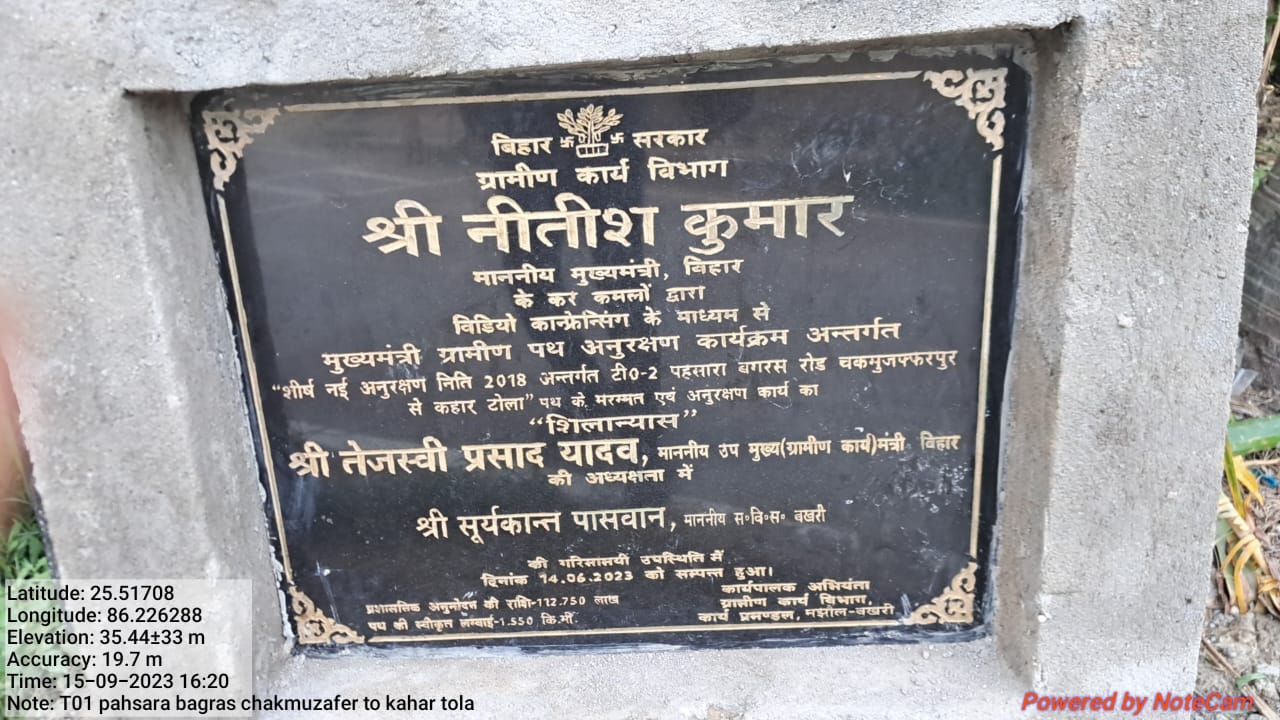 बिहार 卐 卐 सरकार
ग्रामीण कार्य विभाग
श्री नीतीश कुमार
माननीय मुख्यमंत्री, बिहार
के कर कमलों द्वारा
विडियो कान्फ्रेन्सिंग के माध्यम से
मुख्यमंत्री ग्रामीण पथ अनुरक्षण कार्यक्रम अन्तर्गत
“शीर्ष नई अनुरक्षण निति 2018 अन्तर्गत टी0-2 पहसारा बगरस रोड चकमुजफ्फरपुर
से कहार टोला” पथ के मरम्मत एवं अनुरक्षण कार्य का
“शिलान्यास”
श्री तेजस्वी प्रसाद यादव, माननीय उप मुख्य(ग्रामीण कार्य)मंत्री बिहार
की अध्यक्षता में
श्री सूर्यकान्त पासवान, माननीय स॰वि॰स॰ बखरी
की गरिमामयी उपस्थिति में
दिनांक 14.06.2023 को सम्पन्न हुआ।
प्रशासनिक अनुमोदन की राशि-112.750 लाख
पथ की स्वीकृत लम्बाई-1.550 कि.मी.
कार्यपालक अभियंता
ग्रामीण कार्य विभाग,
कार्य प्रमण्डल, मझौल-बखरी
Latitude: 25.51708
Longitude: 86.226288
Elevation: 35.44±33 m
Accuracy: 19.7 m
Time: 15-09-2023 16:20
Note: T01 pahsara bagras chakmuzafer to kahar tola
Powered by NoteCam